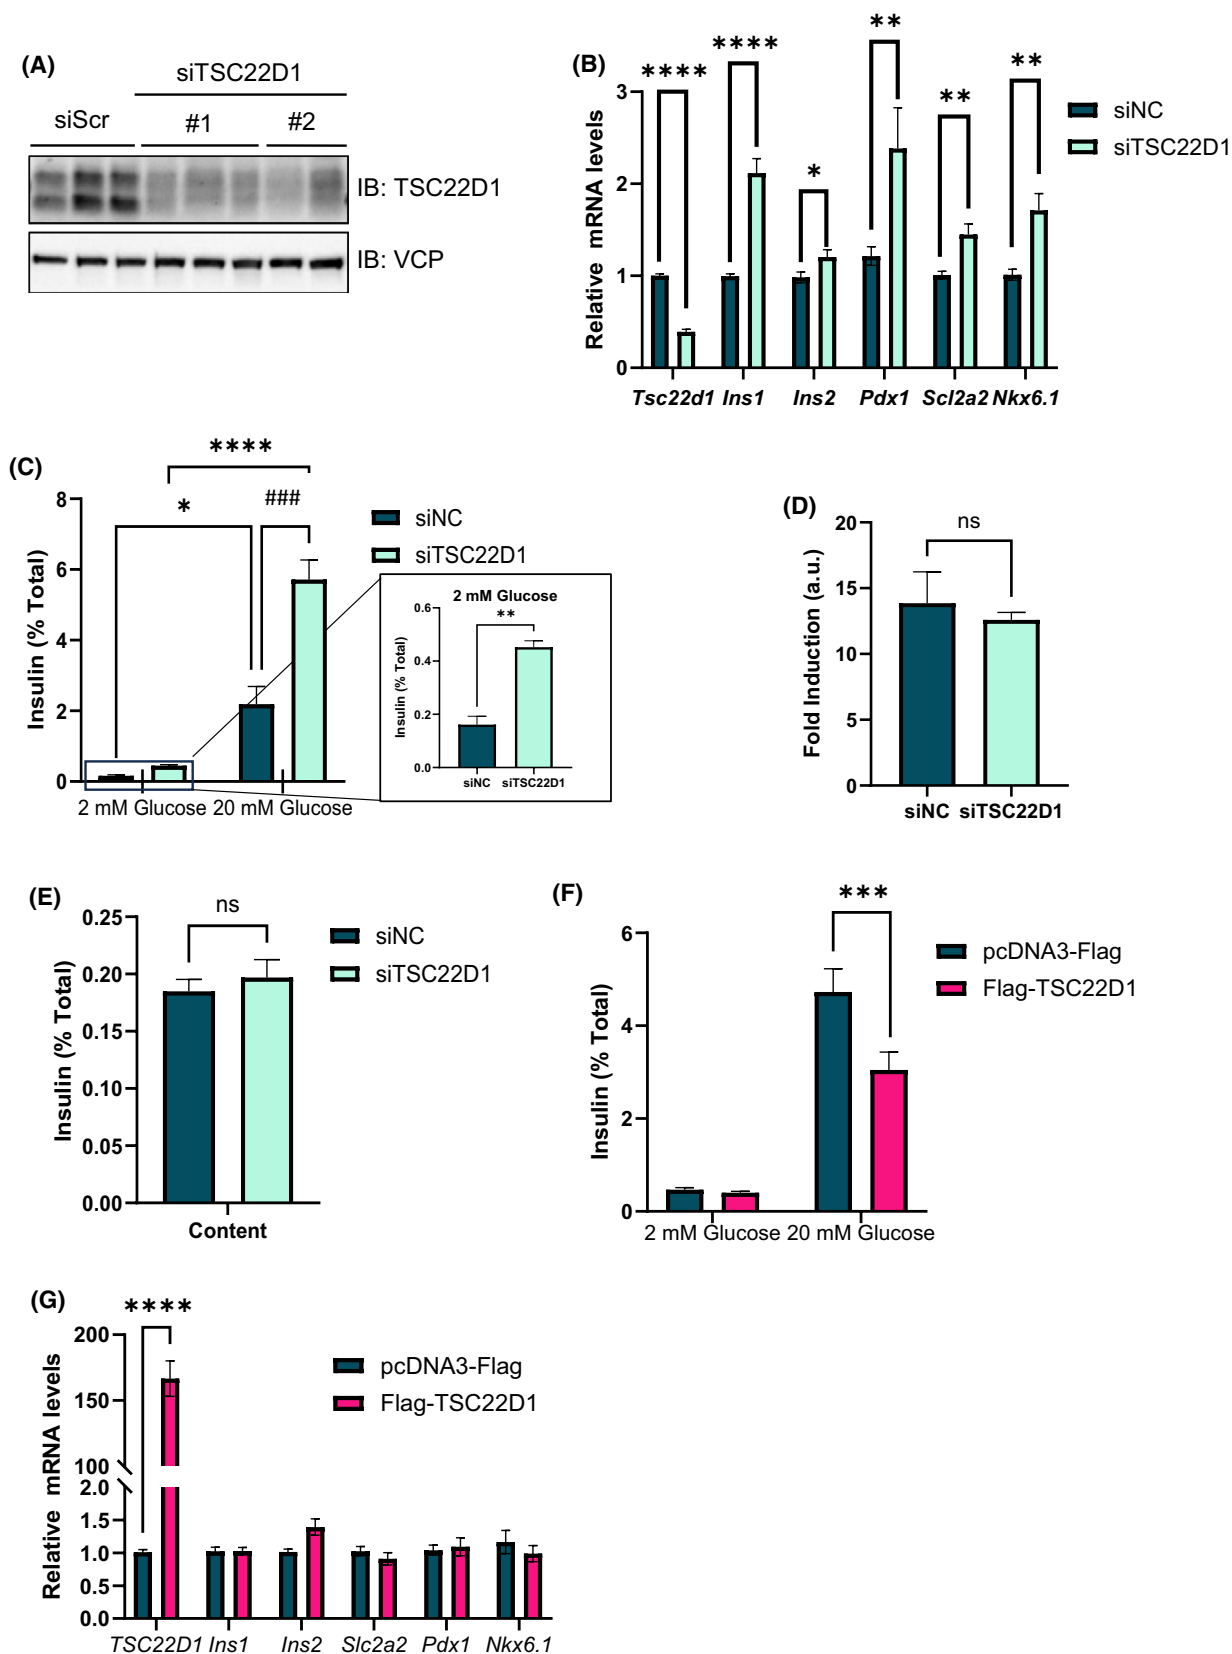 (A)
siTSC22D1
siScr #1 #2
IB: TSC22D1
IB: VCP
(B)
**** **** * ** ** **
siNC
siTSC22D1
Relative mRNA levels
3
2
1
0
Tsc22d1 Ins1 Ins2 Pdx1 Scl2a2 Nkx6.1
(C)
****
* ###
siNC
siTSC22D1
Insulin (% Total)
8
6
4
2
0
2 mM Glucose 20 mM Glucose
2 mM Glucose
**
Insulin (% Total)
0.6
0.4
0.2
0.0
siNC siTSC22D1
(D)
ns
Fold Induction (a.u.)
20
15
10
5
0
siNC siTSC22D1
(E)
ns
siNC
siTSC22D1
Insulin (% Total)
0.25
0.20
0.15
0.10
0.05
0.00
Content
(F)
***
pcDNA3-Flag
Flag-TSC22D1
Insulin (% Total)
6
4
2
0
2 mM Glucose 20 mM Glucose
(G)
****
pcDNA3-Flag
Flag-TSC22D1
Relative mRNA levels
200
150
100
2.0
1.5
1.0
0.5
0.0
TSC22D1 Ins1 Ins2 Slc2a2 Pdx1 Nkx6.1